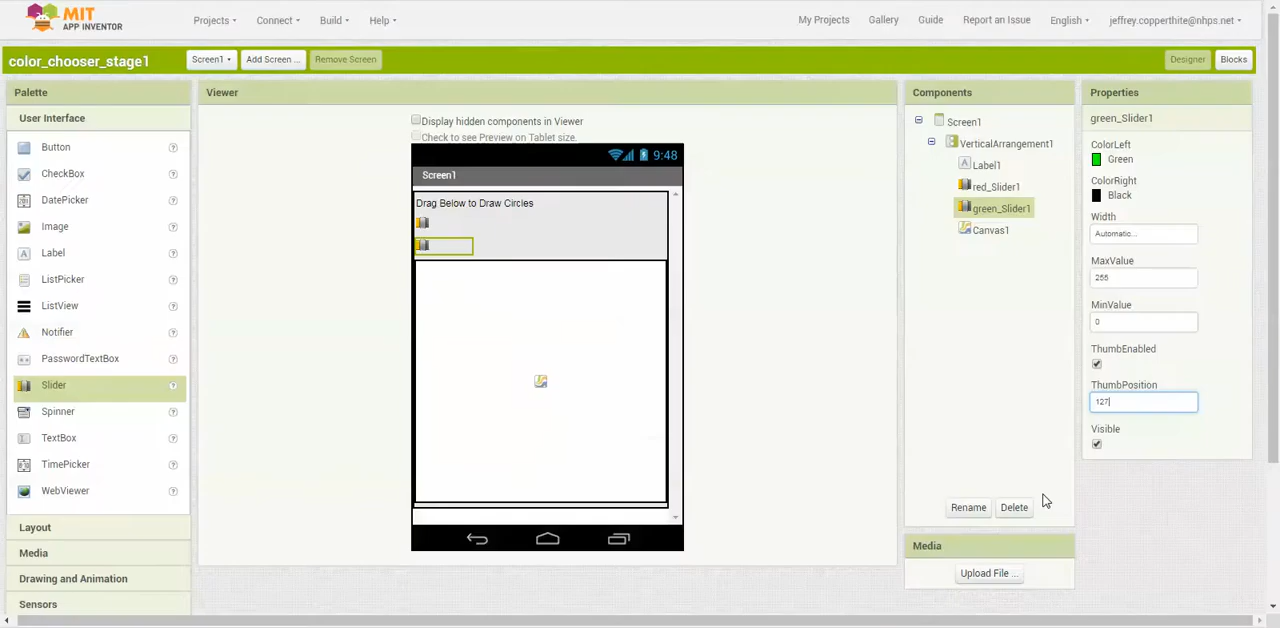 MIT
APP INVENTOR
Projects
Connect
Build
Help
My Projects
Gallery
Guide
Report an Issue
English
jeffrey.copperthite@nhps.net
color_chooser_stage1
Screen1
Add Screen ...
Remove Screen
Designer
Blocks
Palette
User Interface
Button
CheckBox
DatePicker
Image
Label
ListPicker
ListView
Notifier
PasswordTextBox
Slider
Spinner
TextBox
TimePicker
WebViewer
Layout
Media
Drawing and Animation
Sensors
Viewer
Display hidden components in Viewer
Check to see Preview on Tablet size.
9:48
Screen1
Drag Below to Draw Circles
Components
Screen1
VerticalArrangement1
Label1
red_Slider1
green_Slider1
Canvas1
Rename
Delete
Media
Upload File ...
Properties
green_Slider1
ColorLeft
Green
ColorRight
Black
Width
Automatic...
MaxValue
255
MinValue
0
ThumbEnabled
ThumbPosition
127
Visible